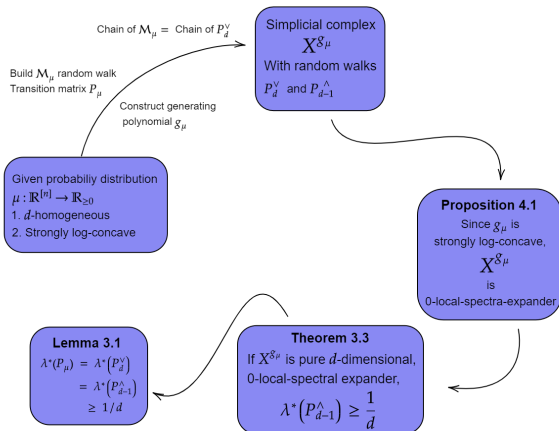 Chain of ℳ_μ = Chain of P_d^∨
Build ℳ_μ random walk
Transition matrix P_μ
Construct generating
polynomial g_μ
Simplicial complex
X^{g_μ}
With random walks
P_d^∨ and P_{d-1}^∧
Given probabiliy distribution
μ : ℝ^{[n]} → ℝ_{≥0}
1. d-homogeneous
2. Strongly log-concave
Proposition 4.1
Since g_μ is
strongly log-concave,
X^{g_μ}
is
0-local-spectra-expander
Theorem 3.3
If X^{g_μ} is pure d-dimensional,
0-local-spectral expander,
λ*(P_{d-1}^∧) ≥ 1/d
Lemma 3.1
λ*(P_μ) = λ*(P_d^∨)
= λ*(P_{d-1}^∧)
≥ 1/d